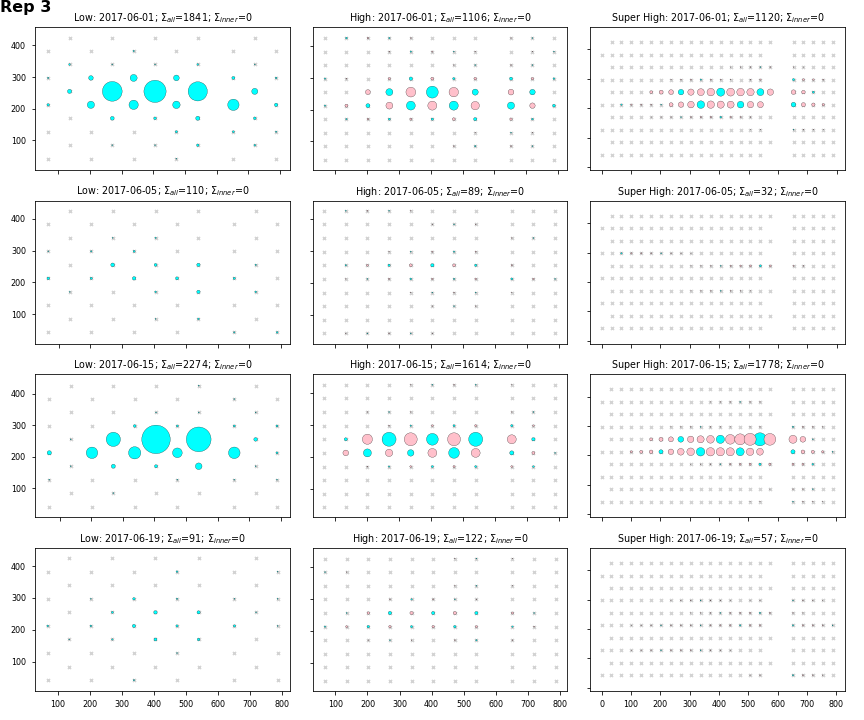 Rep 3
Low: 2017-06-01; Σall=1841; Σinner=0
High: 2017-06-01; Σall=1106; Σinner=0
Super High: 2017-06-01; Σall=1120; Σinner=0
400
300
200
100
Low: 2017-06-05; Σall=110; Σinner=0
High: 2017-06-05; Σall=89; Σinner=0
Super High: 2017-06-05; Σall=32; Σinner=0
400
300
200
100
Low: 2017-06-15; Σall=2274; Σinner=0
High: 2017-06-15; Σall=1614; Σinner=0
Super High: 2017-06-15; Σall=1778; Σinner=0
400
300
200
100
Low: 2017-06-19; Σall=91; Σinner=0
High: 2017-06-19; Σall=122; Σinner=0
Super High: 2017-06-19; Σall=57; Σinner=0
400
300
200
100
100 200 300 400 500 600 700 800
100 200 300 400 500 600 700 800
0 100 200 300 400 500 600 700 800